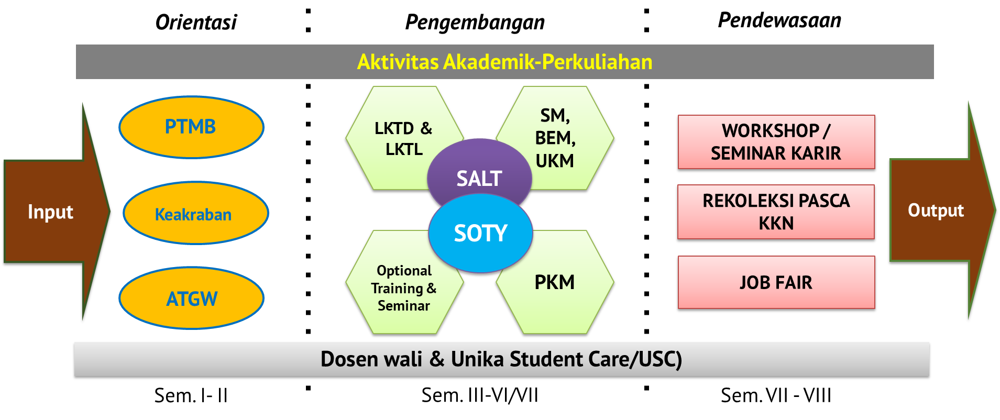 Orientasi
Pengembangan
Pendewasaan
Aktivitas Akademik-Perkuliahan
Input
PTMB
Keakraban
ATGW
LKTD &
LKTL
SM,
BEM,
UKM
SALT
SOTY
Optional
Training &
Seminar
PKM
WORKSHOP /
SEMINAR KARIR
REKOLEKSI PASCA
KKN
JOB FAIR
Output
Dosen wali & Unika Student Care/USC)
Sem. I- II
Sem. III-VI/VII
Sem. VII - VIII